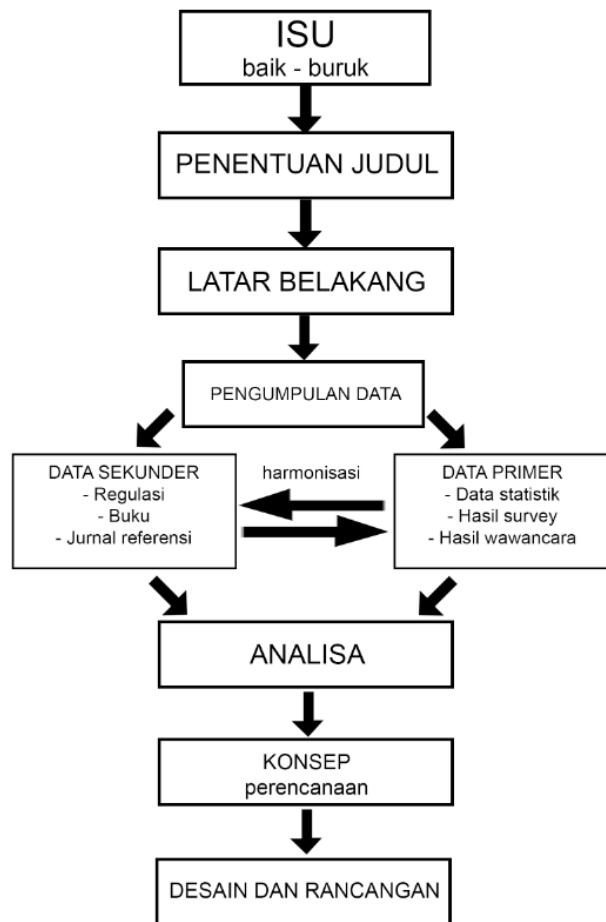 ISU
baik - buruk
PENENTUAN JUDUL
LATAR BELAKANG
PENGUMPULAN DATA
DATA SEKUNDER
- Regulasi
- Buku
- Jurnal referensi
harmonisasi
DATA PRIMER
- Data statistik
- Hasil survey
- Hasil wawancara
ANALISA
KONSEP
perencanaan
DESAIN DAN RANCANGAN